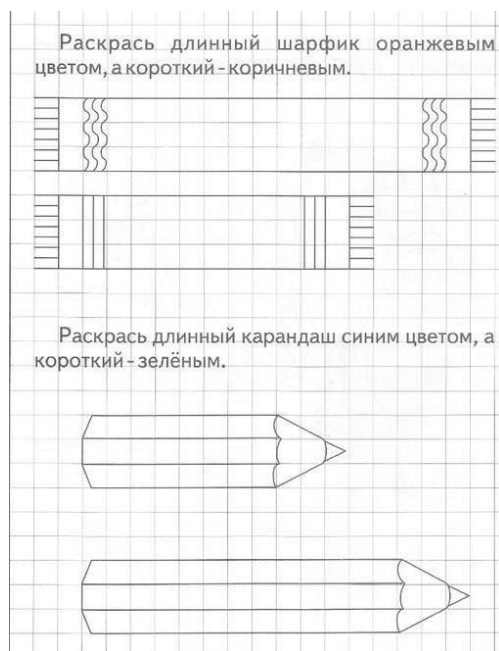 Раскрась длинный шарфик оранжевым
цветом, а короткий - коричневым.
Раскрась длинный карандаш синим цветом, а
короткий - зелёным.